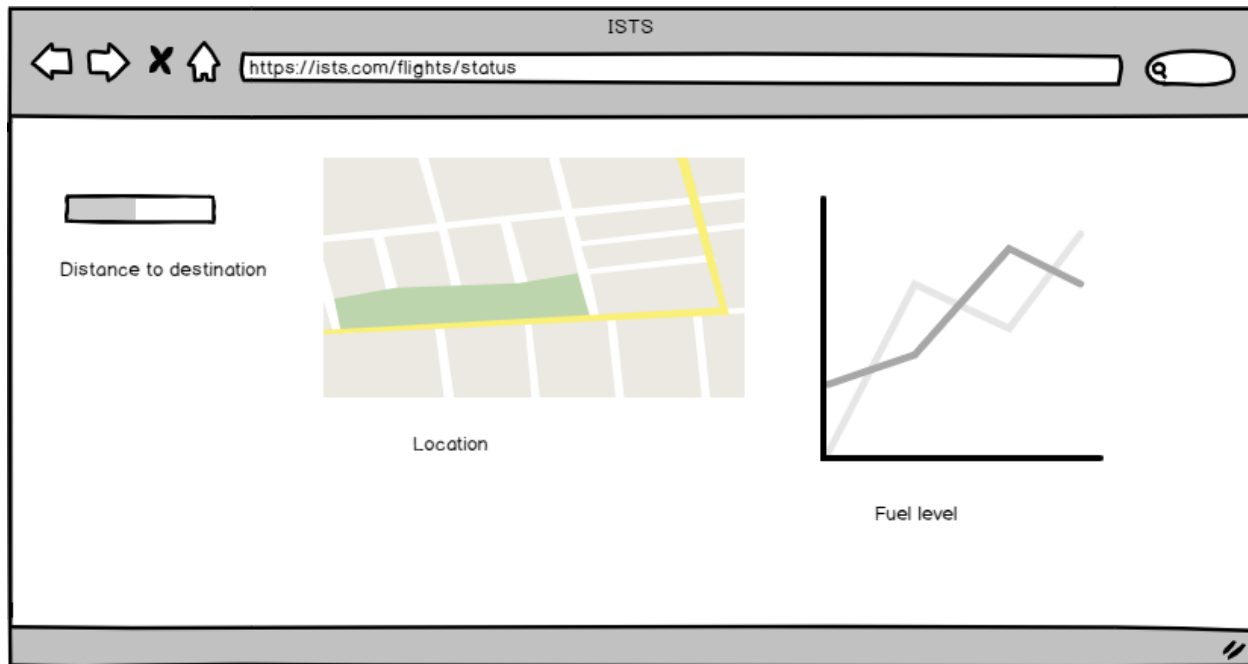 ISTS
https://ists.com/flights/status
Distance to destination
Location
Fuel level